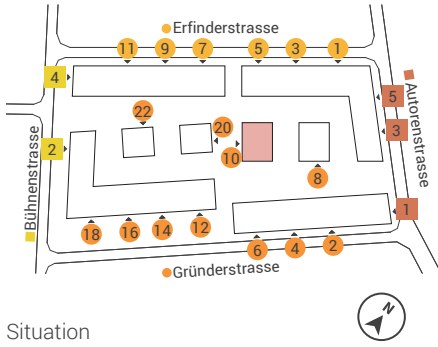 Erfinderstrasse
11 9 7 5 3 1
4
5
Autorenstrasse
3
22
20
2
10
8
Bühnenstrasse
1
18 16 14 12
6 4 2
Gründerstrasse
N
Situation